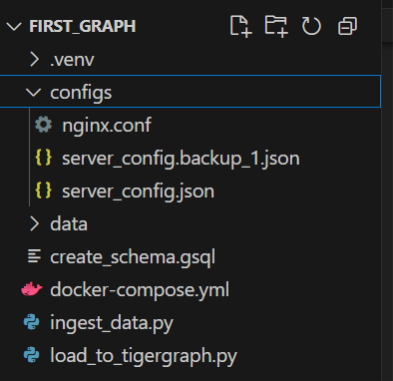 FIRST_GRAPH
.venv
configs
nginx.conf
server_config.backup_1.json
server_config.json
data
create_schema.gsql
docker-compose.yml
ingest_data.py
load_to_tigergraph.py